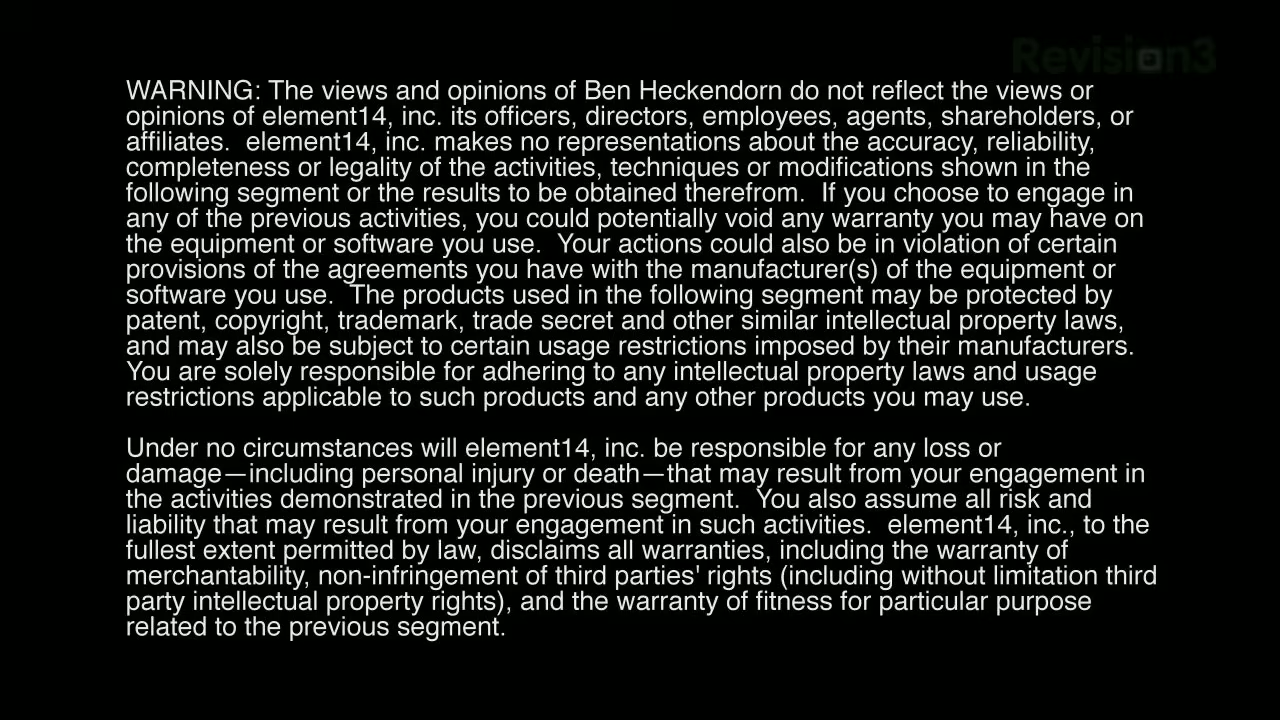 Revision3
WARNING: The views and opinions of Ben Heckendorn do not reflect the views or
opinions of element14, inc. its officers, directors, employees, agents, shareholders, or
affiliates.  element14, inc. makes no representations about the accuracy, reliability,
completeness or legality of the activities, techniques or modifications shown in the
following segment or the results to be obtained therefrom.  If you choose to engage in
any of the previous activities, you could potentially void any warranty you may have on
the equipment or software you use.  Your actions could also be in violation of certain
provisions of the agreements you have with the manufacturer(s) of the equipment or
software you use.  The products used in the following segment may be protected by
patent, copyright, trademark, trade secret and other similar intellectual property laws,
and may also be subject to certain usage restrictions imposed by their manufacturers.
You are solely responsible for adhering to any intellectual property laws and usage
restrictions applicable to such products and any other products you may use.
Under no circumstances will element14, inc. be responsible for any loss or
damage—including personal injury or death—that may result from your engagement in
the activities demonstrated in the previous segment.  You also assume all risk and
liability that may result from your engagement in such activities.  element14, inc., to the
fullest extent permitted by law, disclaims all warranties, including the warranty of
merchantability, non-infringement of third parties' rights (including without limitation third
party intellectual property rights), and the warranty of fitness for particular purpose
related to the previous segment.